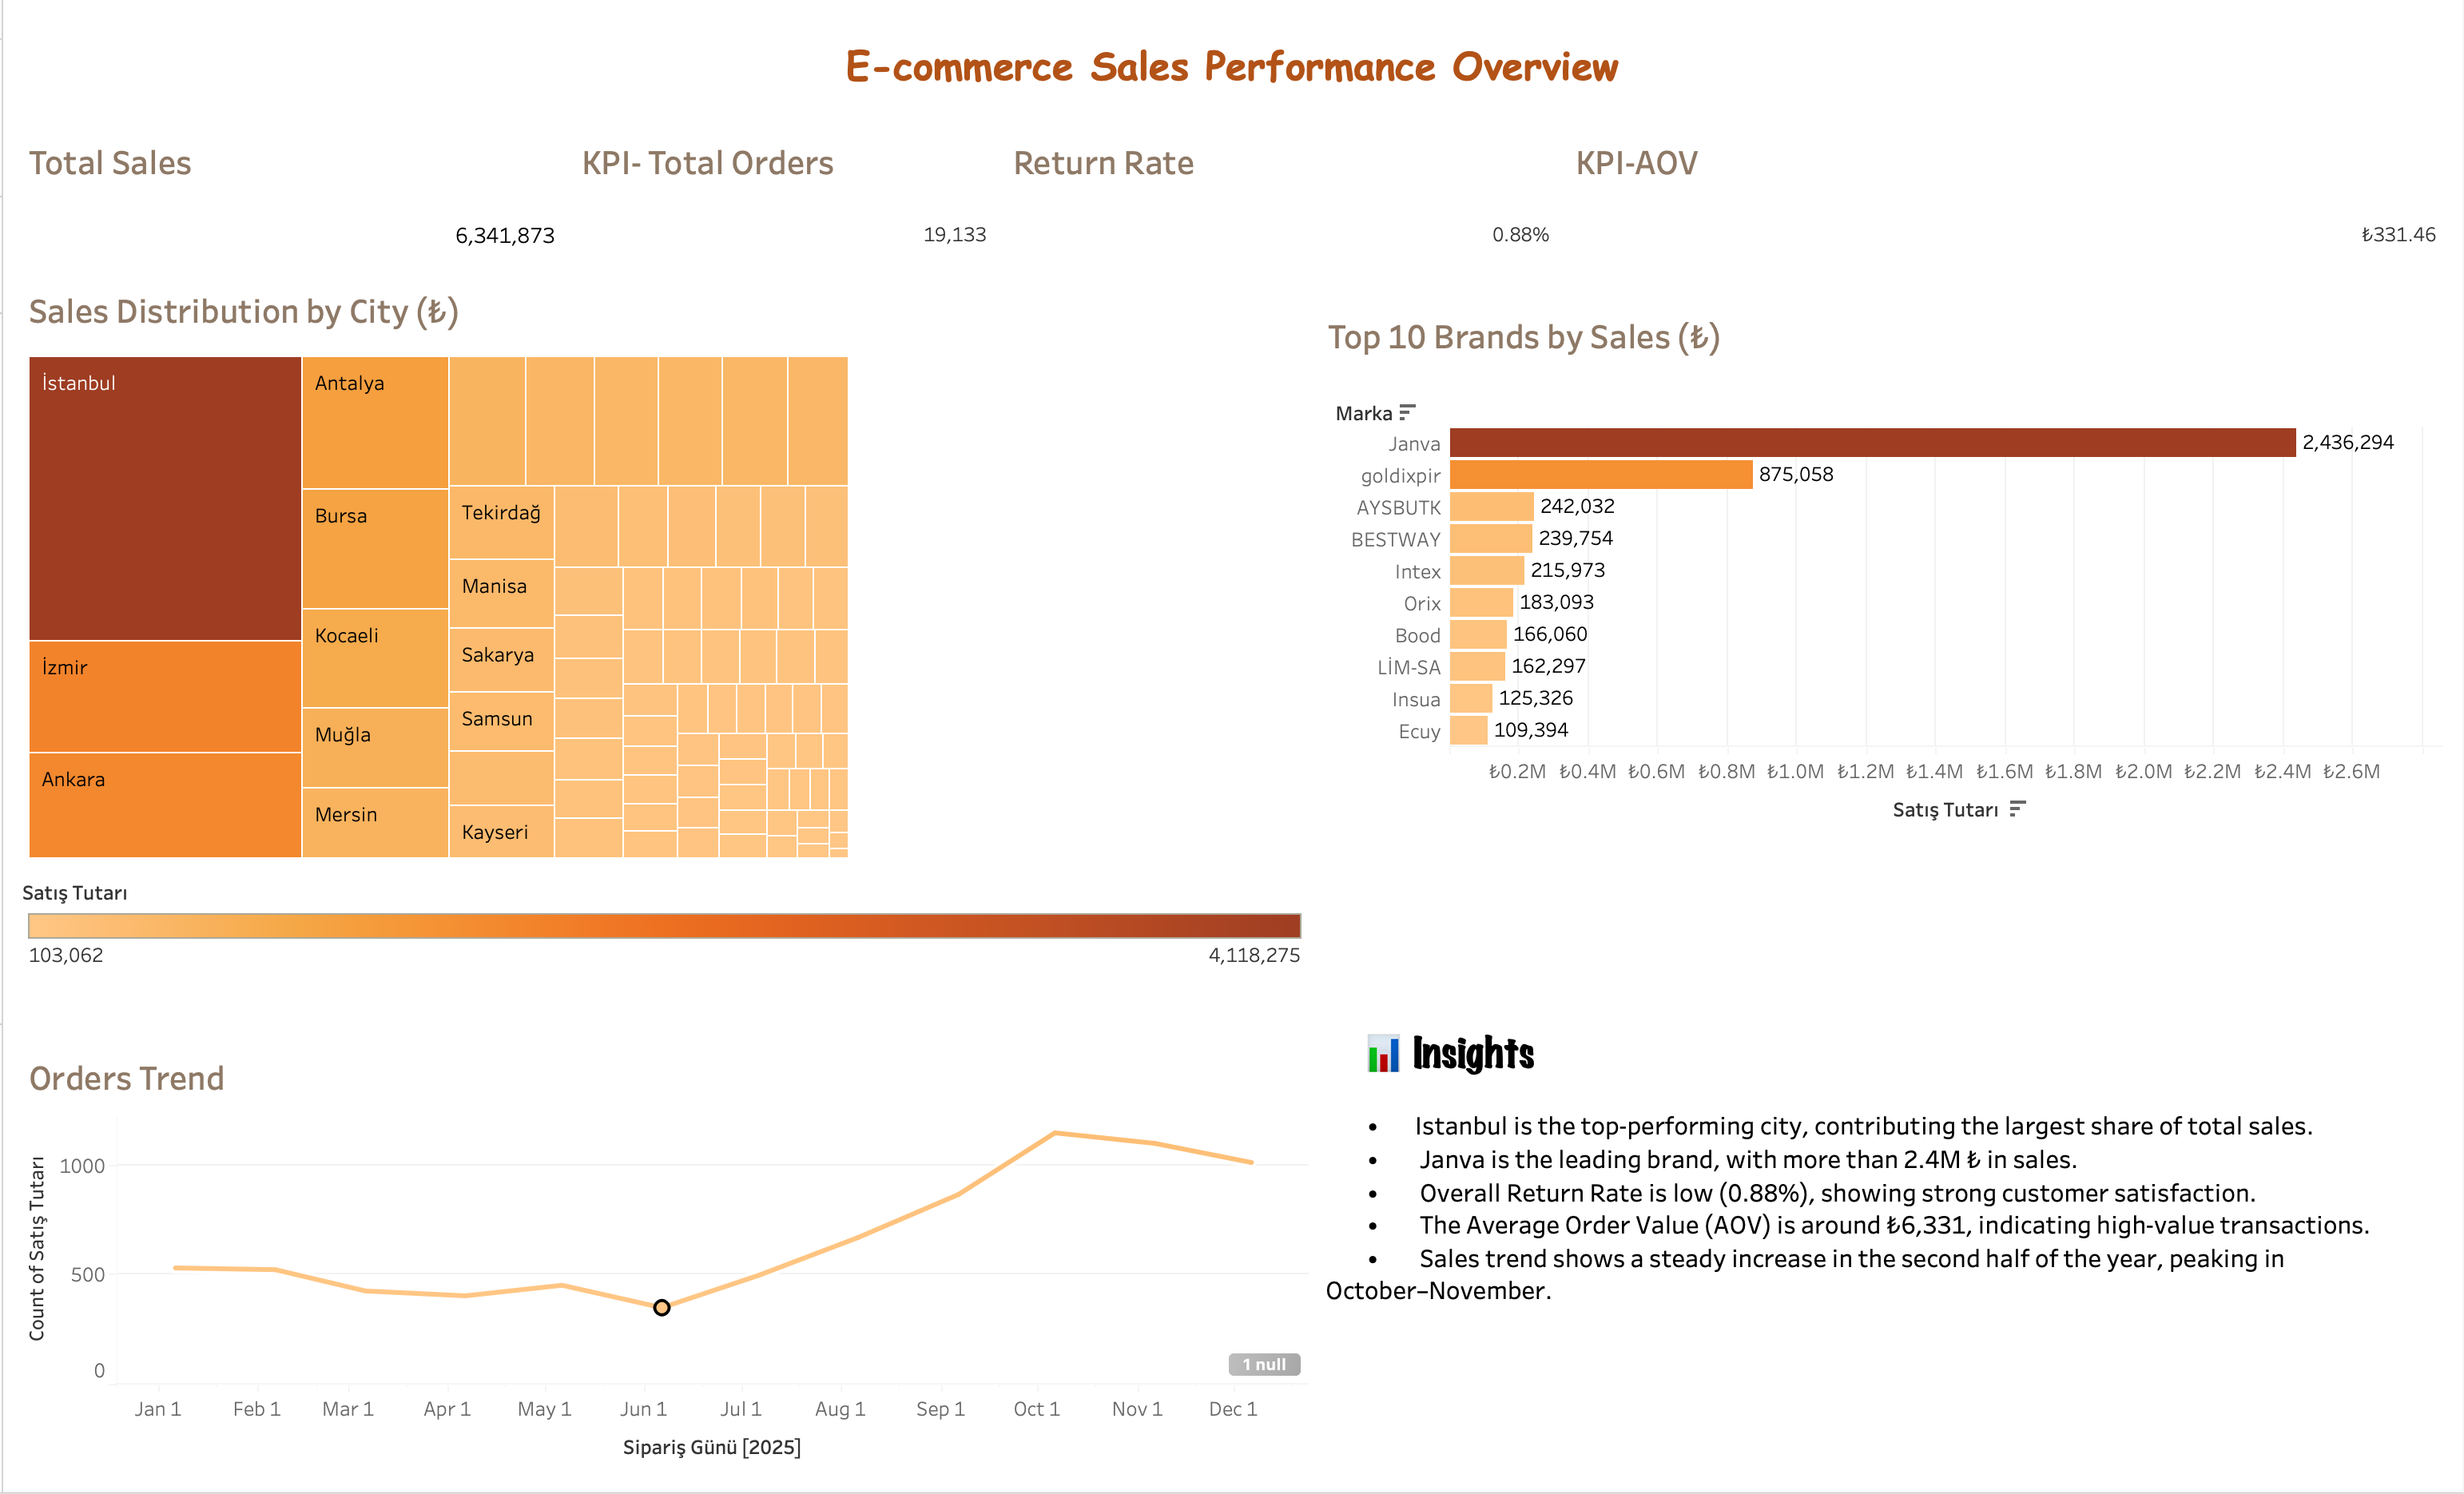 E-commerce Sales Performance Overview
Total Sales
KPI- Total Orders
Return Rate
KPI-AOV
6,341,873
19,133
0.88%
₺331.46
Sales Distribution by City (₺)
İstanbul
İzmir
Ankara
Antalya
Bursa
Kocaeli
Muğla
Mersin
Tekirdağ
Manisa
Sakarya
Samsun
Kayseri
Satış Tutarı
103,062
4,118,275
Top 10 Brands by Sales (₺)
Marka
Janva 2,436,294
goldixpir 875,058
AYSBUTK 242,032
BESTWAY 239,754
Intex 215,973
Orix 183,093
Bood 166,060
LİM-SA 162,297
Insua 125,326
Ecuy 109,394
₺0.2M ₺0.4M ₺0.6M ₺0.8M ₺1.0M ₺1.2M ₺1.4M ₺1.6M ₺1.8M ₺2.0M ₺2.2M ₺2.4M ₺2.6M
Satış Tutarı
Orders Trend
Count of Satış Tutarı
1000
500
0
1 null
Jan 1 Feb 1 Mar 1 Apr 1 May 1 Jun 1 Jul 1 Aug 1 Sep 1 Oct 1 Nov 1 Dec 1
Sipariş Günü [2025]
📊 Insights
• Istanbul is the top-performing city, contributing the largest share of total sales.
• Janva is the leading brand, with more than 2.4M ₺ in sales.
• Overall Return Rate is low (0.88%), showing strong customer satisfaction.
• The Average Order Value (AOV) is around ₺6,331, indicating high-value transactions.
• Sales trend shows a steady increase in the second half of the year, peaking in
October–November.